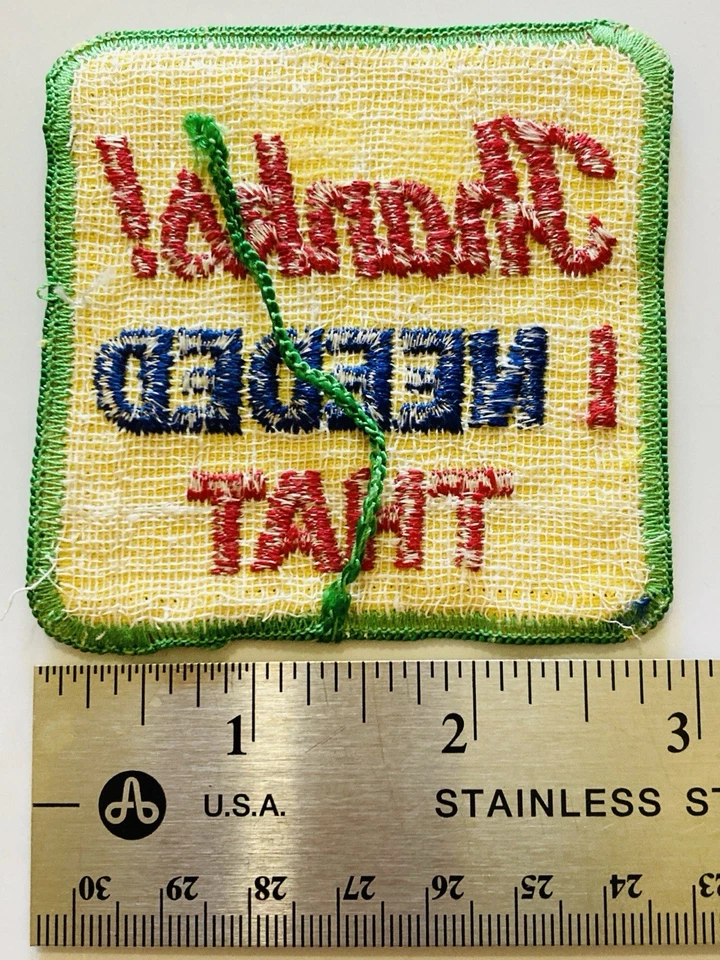 Thanks!
I NEEDED
THAT
1 2 3
U.S.A. STAINLESS ST
30 29 28 27 26 25 24 23